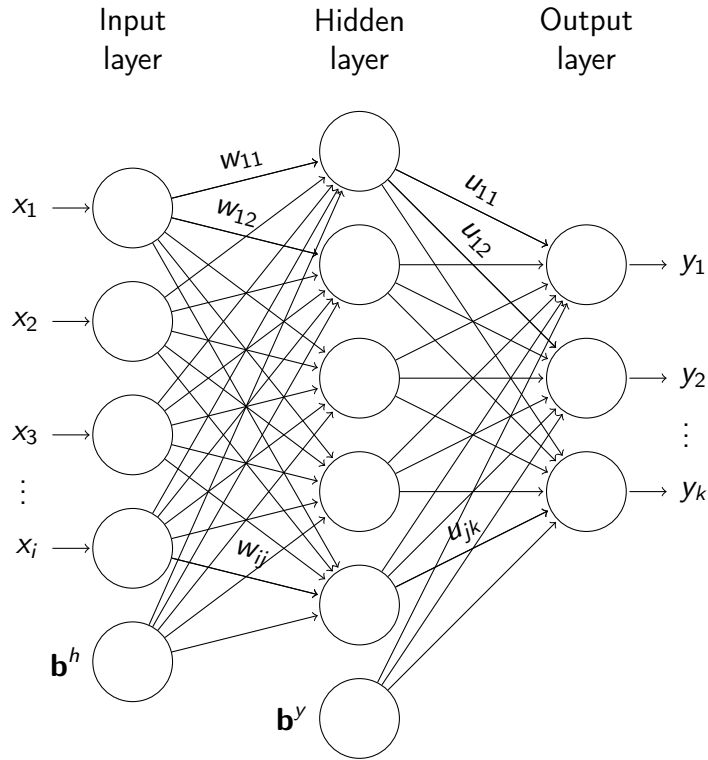 Input layer
Hidden layer
Output layer
w₁₁
w₁₂
u₁₁
u₁₂
x₁
x₂
x₃
⋮
xᵢ
wᵢⱼ
uⱼₖ
y₁
y₂
⋮
yₖ
𝐛ʰ
𝐛ʸ